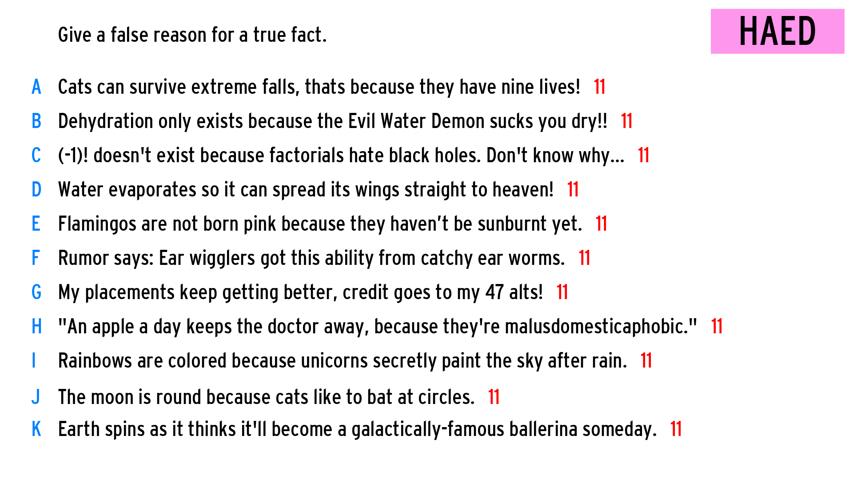 Give a false reason for a true fact.
HAED
A Cats can survive extreme falls, thats because they have nine lives! 11
B Dehydration only exists because the Evil Water Demon sucks you dry!! 11
C (-1)! doesn't exist because factorials hate black holes. Don't know why... 11
D Water evaporates so it can spread its wings straight to heaven! 11
E Flamingos are not born pink because they haven’t be sunburnt yet. 11
F Rumor says: Ear wigglers got this ability from catchy ear worms. 11
G My placements keep getting better, credit goes to my 47 alts! 11
H "An apple a day keeps the doctor away, because they're malusdomesticaphobic." 11
I Rainbows are colored because unicorns secretly paint the sky after rain. 11
J The moon is round because cats like to bat at circles. 11
K Earth spins as it thinks it'll become a galactically-famous ballerina someday. 11